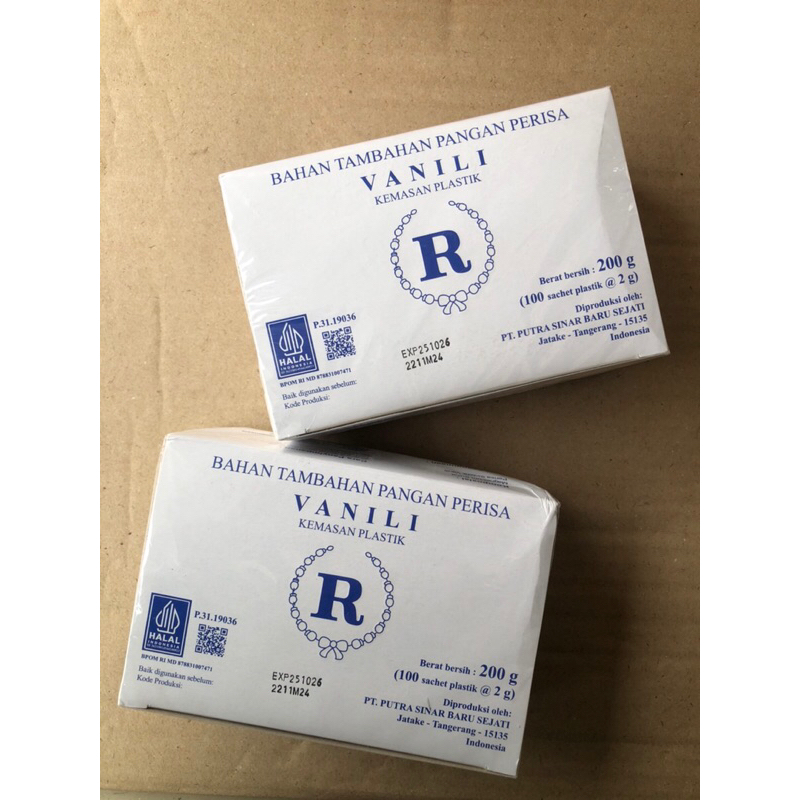 BAHAN TAMBAHAN PANGAN PERISA
VANILI
KEMASAN PLASTIK
R
Berat bersih : 200 g
(100 sachet plastik @ 2 g)
Diproduksi oleh:
PT. PUTRA SINAR BARU SEJATI
Jatake - Tangerang - 15135
Indonesia
P.31.19036
HALAL
INDONESIA
BPOM RI MD 878831007471
Baik digunakan sebelum:
Kode Produksi:
EXP251026
2211M24
BAHAN TAMBAHAN PANGAN PERISA
VANILI
KEMASAN PLASTIK
R
P.31.19036
HALAL
INDONESIA
BPOM RI MD 878831007471
Baik digunakan sebelum:
Kode Produksi:
EXP251026
2211M24
Berat bersih : 200 g
(100 sachet plastik @ 2 g)
Diproduksi oleh:
PT. PUTRA SINAR BARU SEJATI
Jatake - Tangerang - 15135
Indonesia